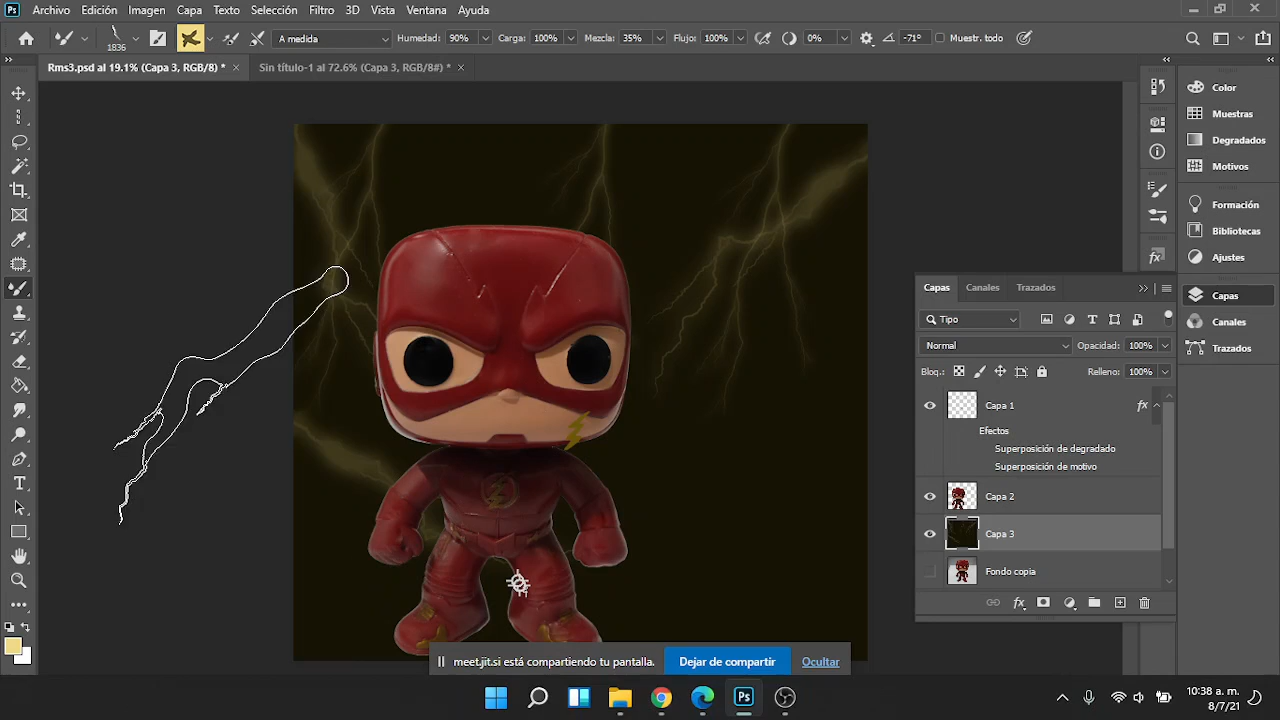 Ps Archivo Edición Imagen Capa Texto Selección Filtro 3D Vista Ventana Ayuda
1836 A medida Humedad: 90% Carga: 100% Mezcla: 35% Flujo: 100% 0% -71° Muestr. todo
Rms3.psd al 19.1% (Capa 3, RGB/8) * × Sin título-1 al 72.6% (Capa 3, RGB/8#) * ×
Color
Muestras
Degradados
Motivos
Formación
Bibliotecas
Ajustes
Capas
Canales
Trazados
Capas Canales Trazados
Tipo
Normal Opacidad: 100%
Bloq.: Relleno: 100%
Capa 1 fx
Efectos
Superposición de degradado
Superposición de motivo
Capa 2
Capa 3
Fondo copia
fx
meet.jit.si está compartiendo tu pantalla. Dejar de compartir Ocultar
Ps
:38 a. m.
8/7/21